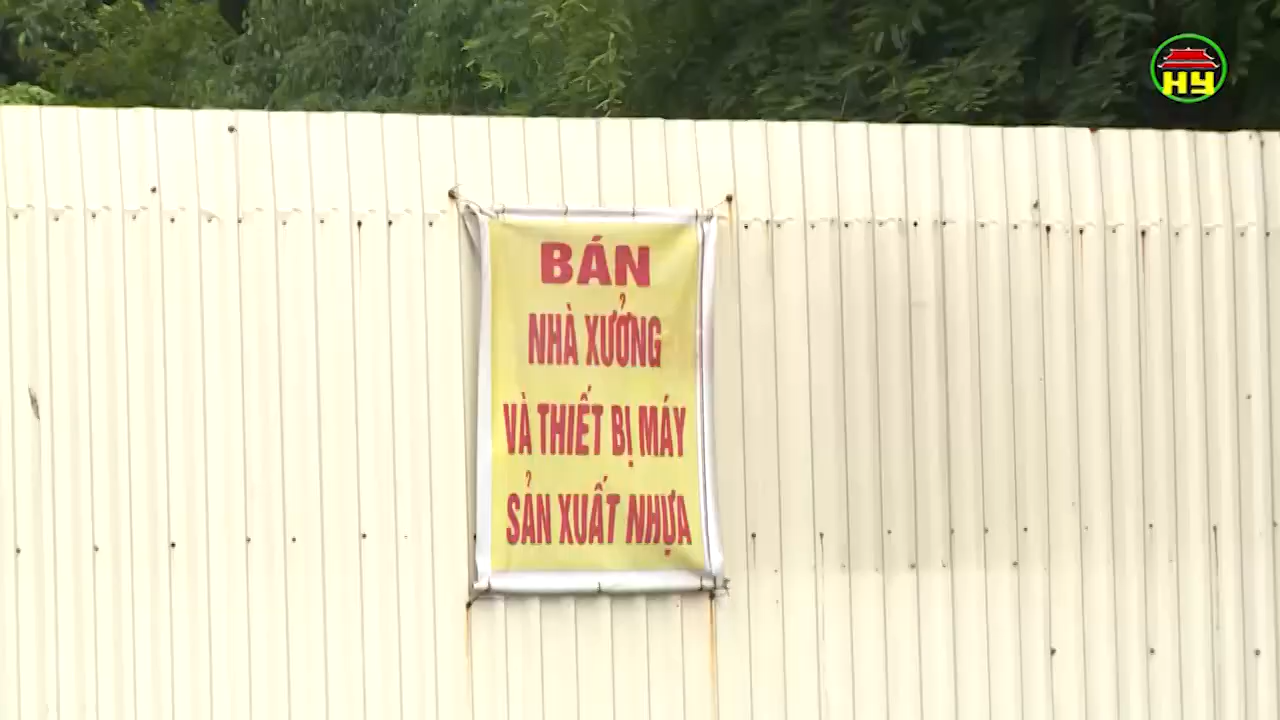 HY
BÁN
NHÀ XƯỞNG
VÀ THIẾT BỊ MÁY
SẢN XUẤT NHỰA